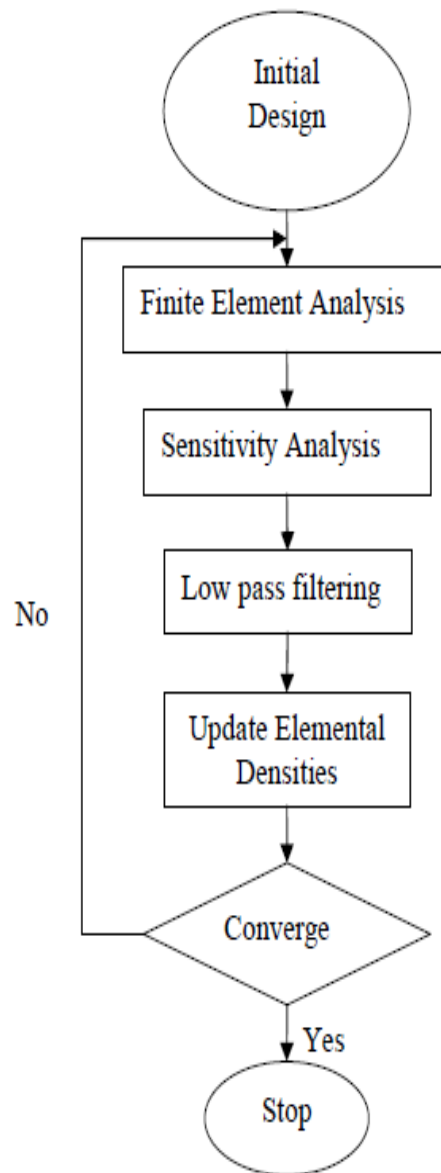 Initial
Design
Finite Element Analysis
Sensitivity Analysis
Low pass filtering
No
Update Elemental
Densities
Converge
Yes
Stop